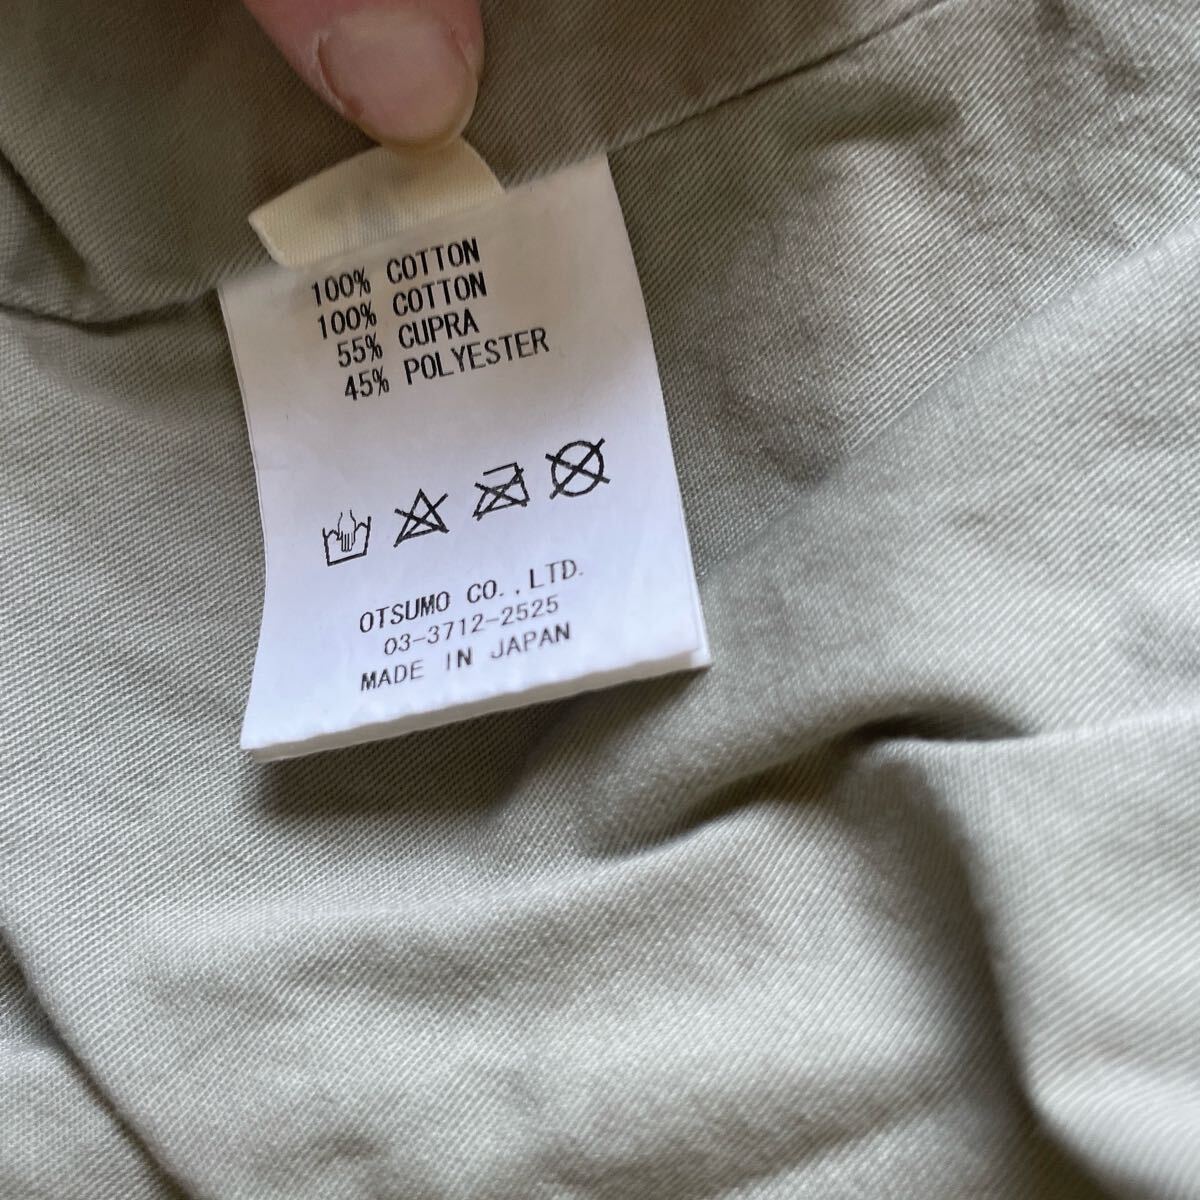 100% COTTON
100% COTTON
55% CUPRA
45% POLYESTER
OTSUMO CO.,LTD.
03-3712-2525
MADE IN JAPAN